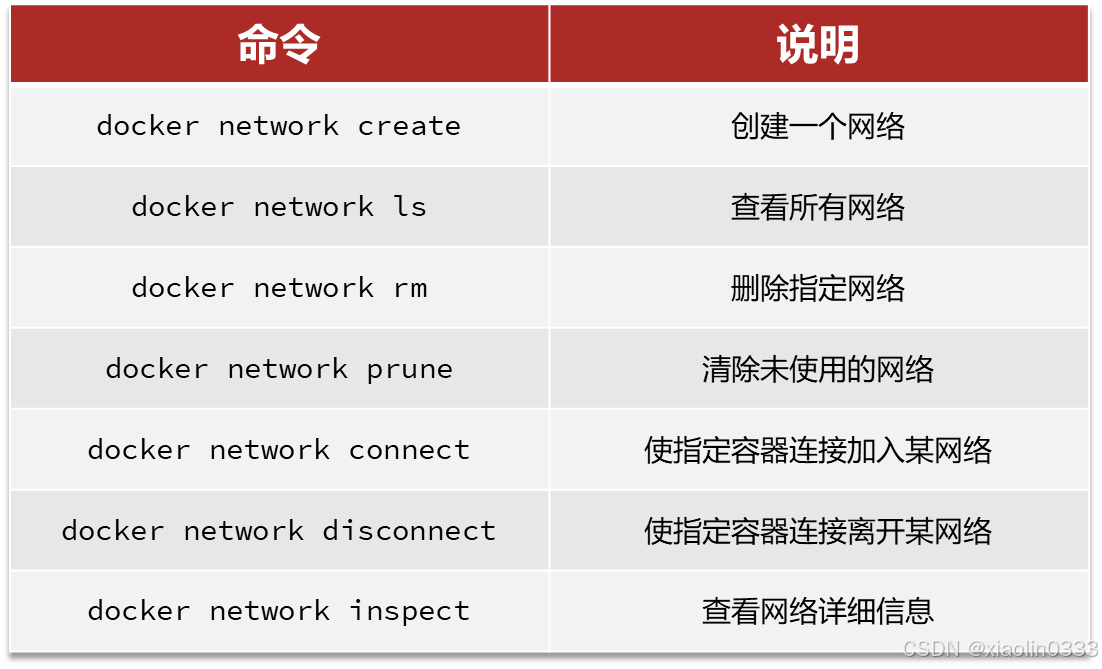 命令 说明
docker network create 创建一个网络
docker network ls 查看所有网络
docker network rm 删除指定网络
docker network prune 清除未使用的网络
docker network connect 使指定容器连接加入某网络
docker network disconnect 使指定容器连接离开某网络
docker network inspect 查看网络详细信息
CSDN @xiaolin0333